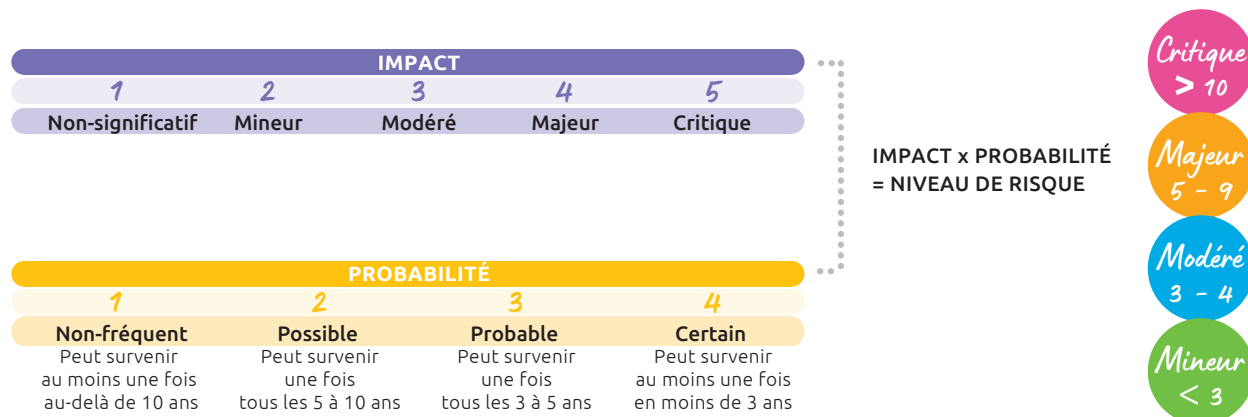 IMPACT
1 2 3 4 5
Non-significatif Mineur Modéré Majeur Critique
IMPACT x PROBABILITÉ
= NIVEAU DE RISQUE
PROBABILITÉ
1 2 3 4
Non-fréquent Possible Probable Certain
Peut survenir Peut survenir Peut survenir Peut survenir
au moins une fois une fois une fois au moins une fois
au-delà de 10 ans tous les 5 à 10 ans tous les 3 à 5 ans en moins de 3 ans
Critique
> 10
Majeur
5 - 9
Modéré
3 - 4
Mineur
< 3